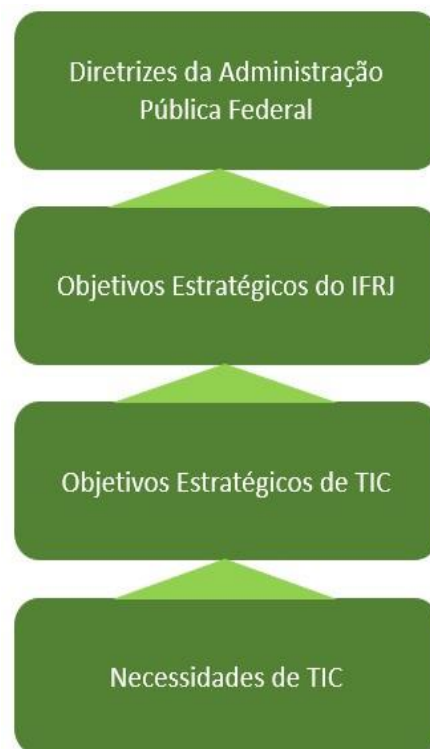 Diretrizes da Administração
Pública Federal
Objetivos Estratégicos do IFRJ
Objetivos Estratégicos de TIC
Necessidades de TIC